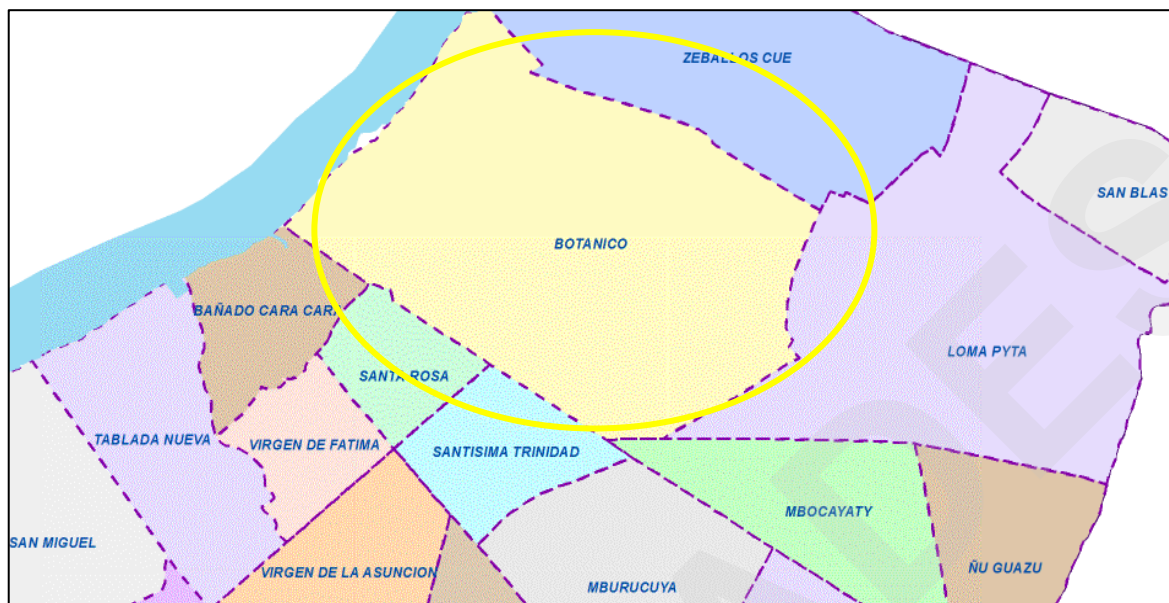 ZEBALLOS CUE
SAN BLAS
BOTANICO
BAÑADO CARA CARA
LOMA PYTA
SANTA ROSA
TABLADA NUEVA
VIRGEN DE FATIMA
SANTISIMA TRINIDAD
MBOCAYATY
SAN MIGUEL
VIRGEN DE LA ASUNCION
MBURUCUYA
ÑU GUAZU